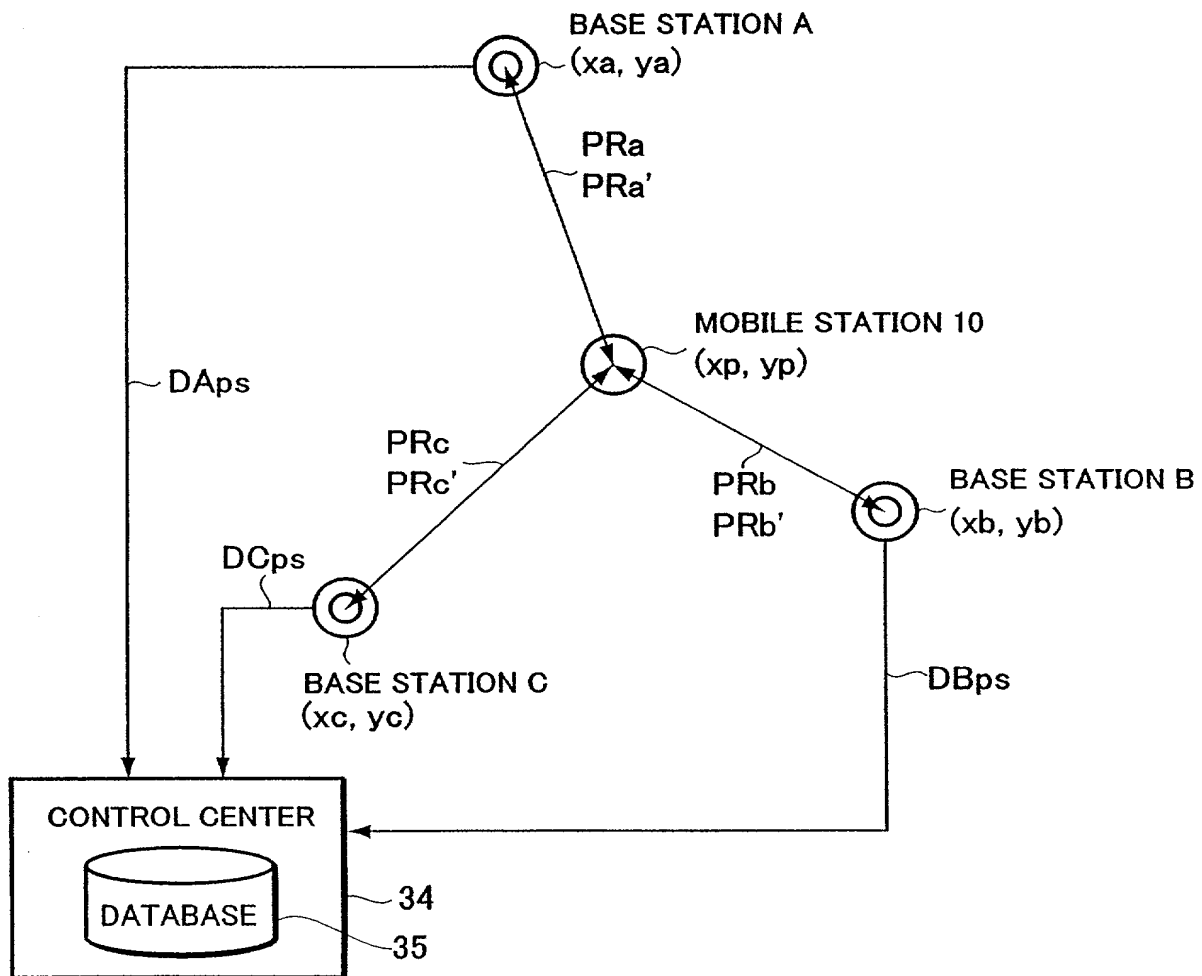 BASE STATION A
(xa, ya)
PRa
PRa'
MOBILE STATION 10
(xp, yp)
DAps
PRc
PRc'
PRb
PRb'
BASE STATION B
(xb, yb)
DCps
BASE STATION C
(xc, yc)
DBps
CONTROL CENTER
DATABASE
34
35